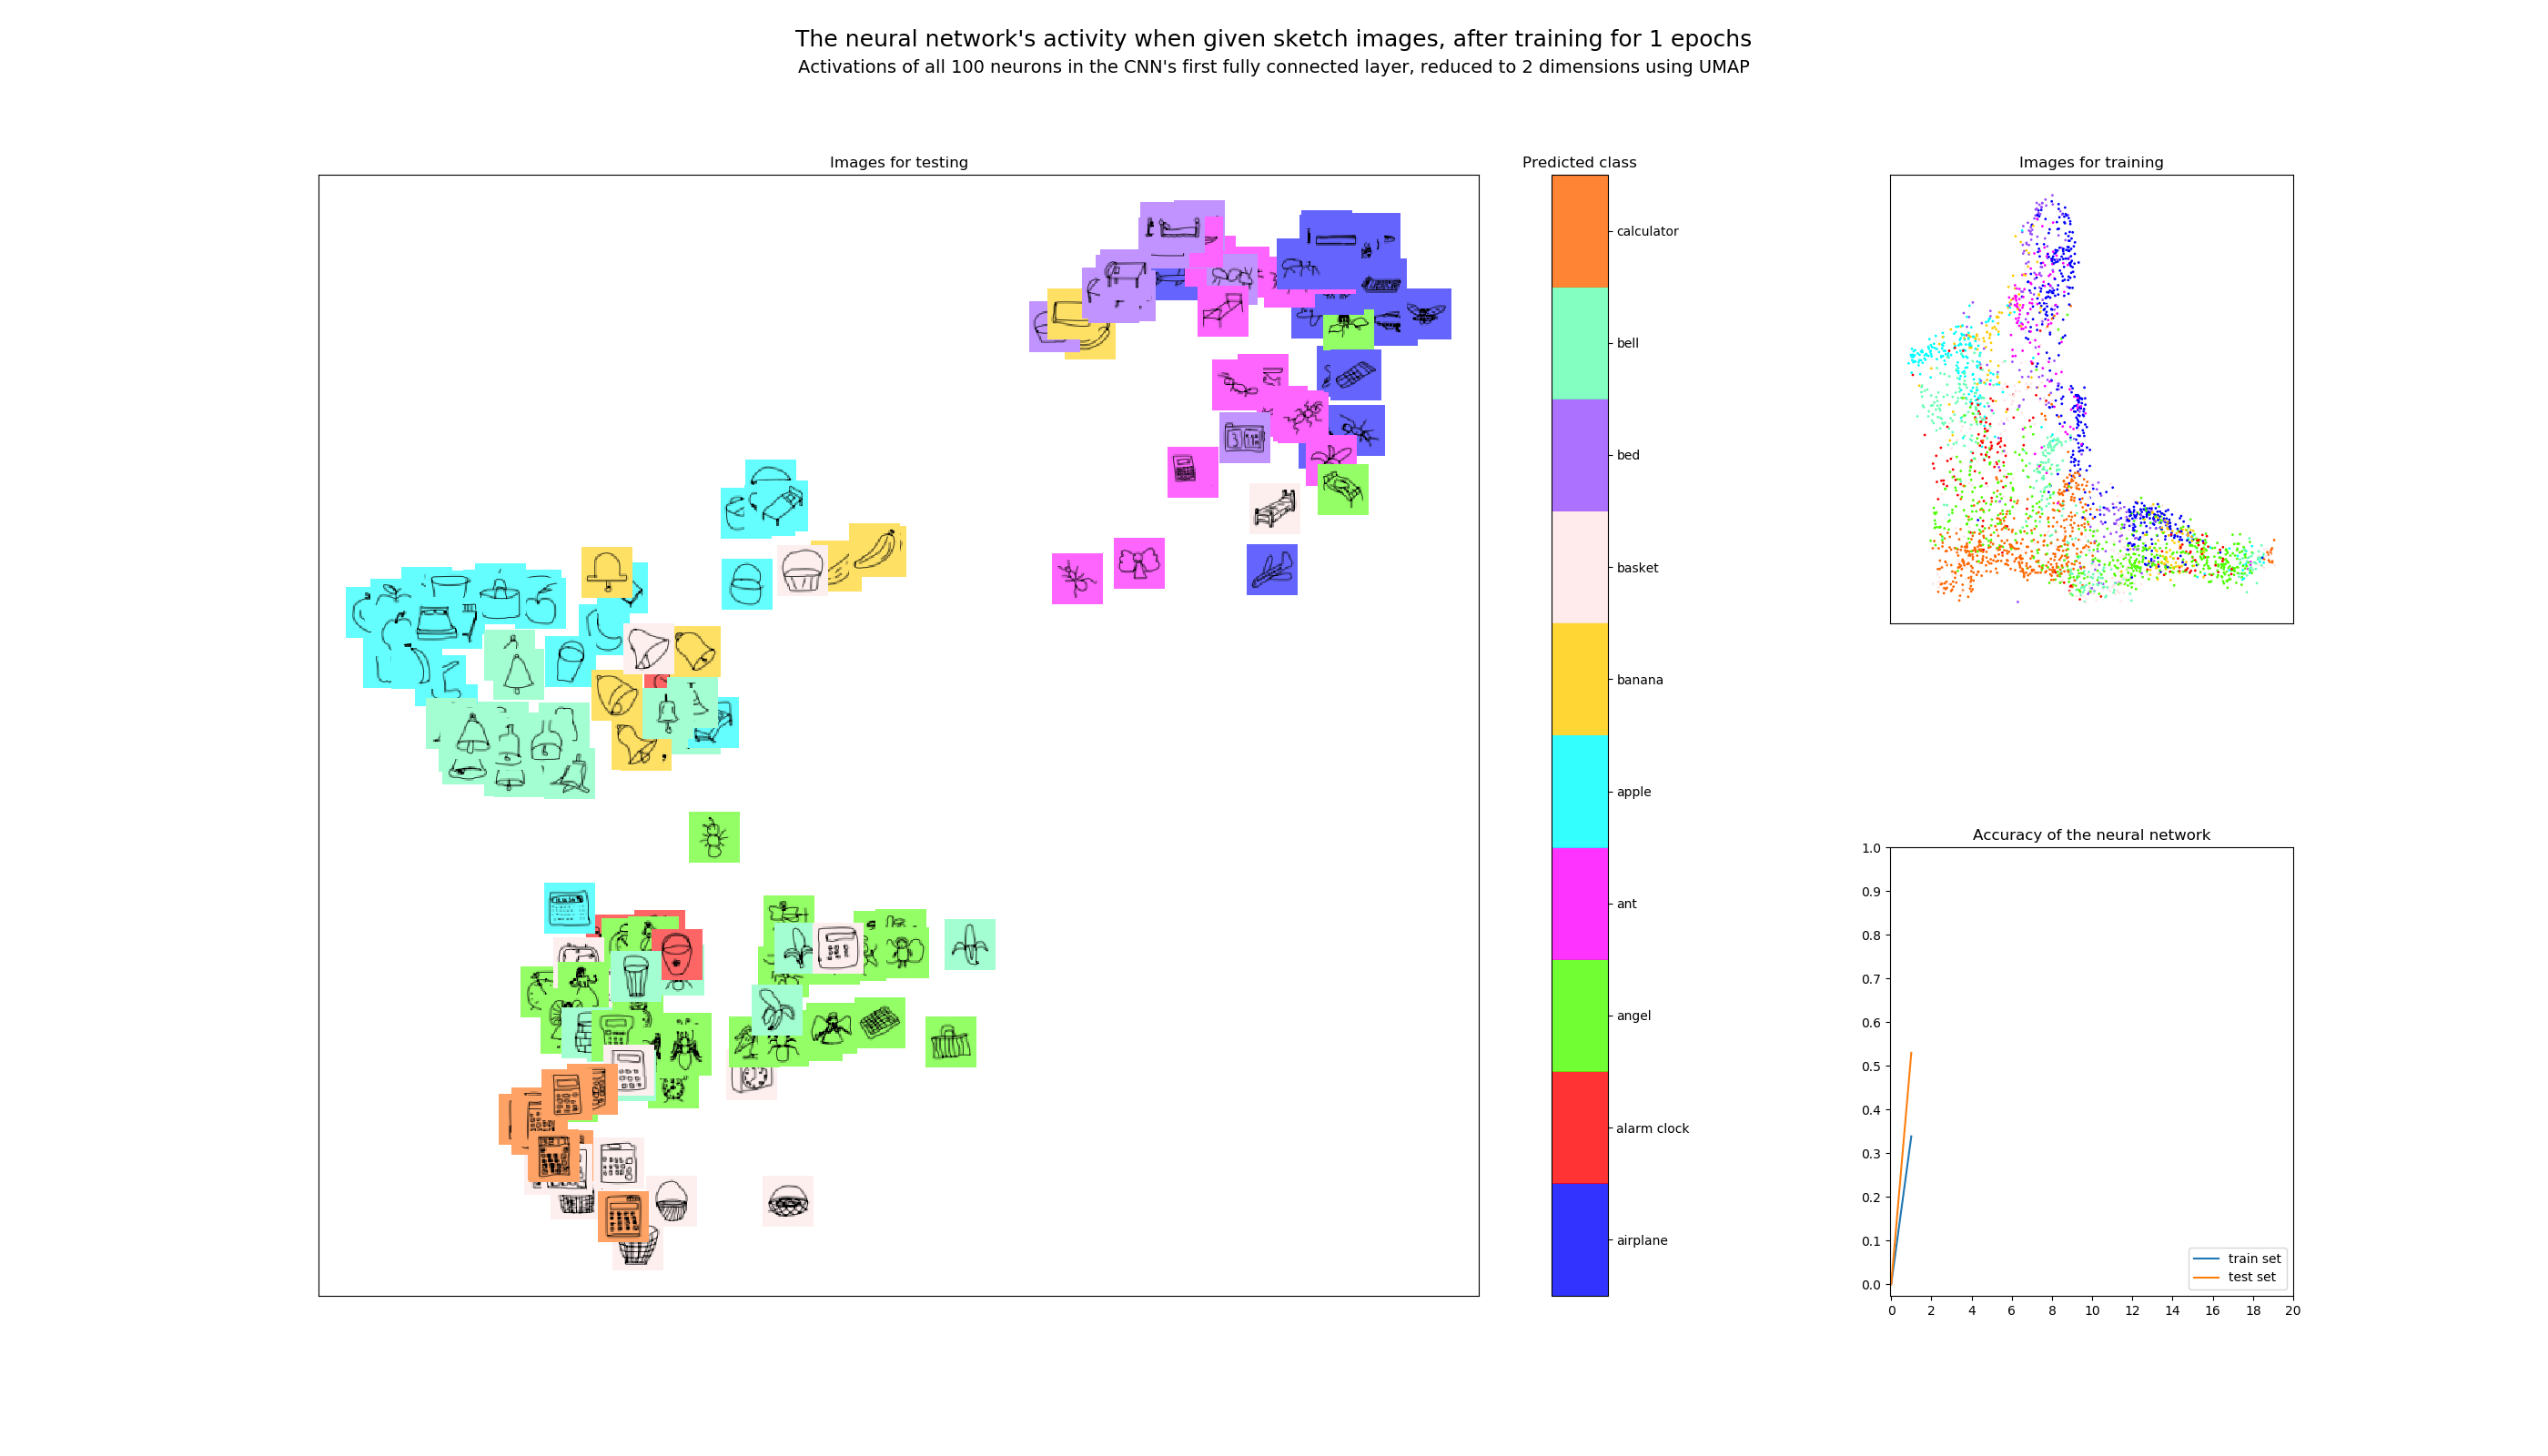 The neural network's activity when given sketch images, after training for 1 epochs
Activations of all 100 neurons in the CNN's first fully connected layer, reduced to 2 dimensions using UMAP
Images for testing
Predicted class
calculator
bell
bed
basket
banana
apple
ant
angel
alarm clock
airplane
Images for training
Accuracy of the neural network
1.0
0.9
0.8
0.7
0.6
0.5
0.4
0.3
0.2
0.1
0.0
train set
test set
0 2 4 6 8 10 12 14 16 18 20